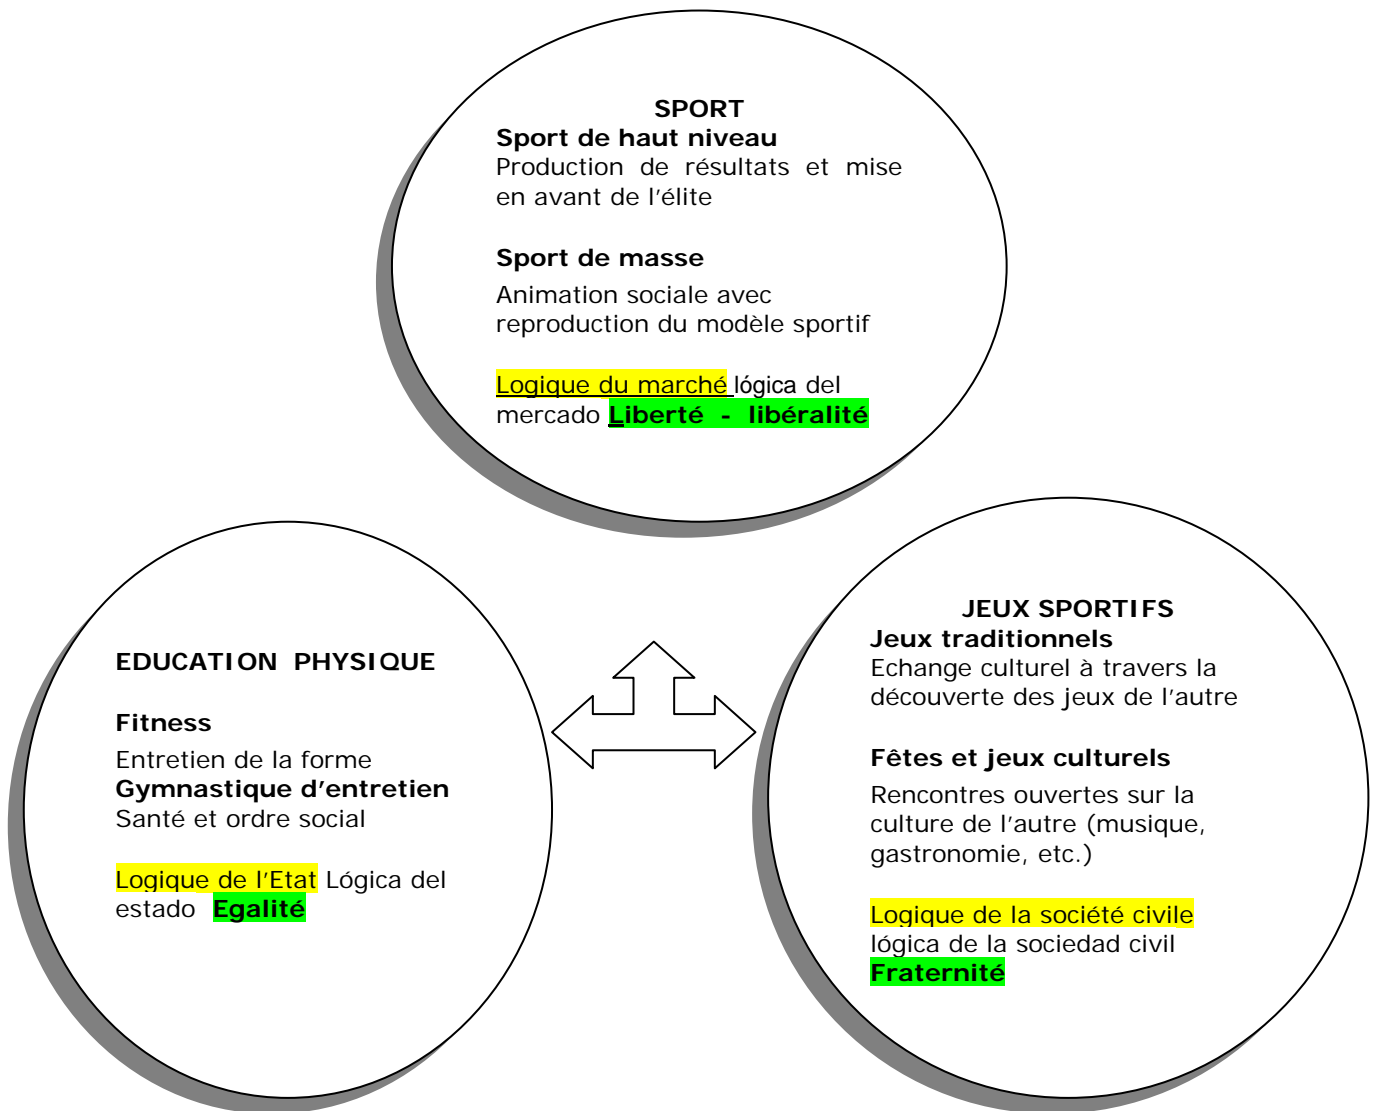 SPORT
Sport de haut niveau
Production de résultats et mise
en avant de l’élite
Sport de masse
Animation sociale avec
reproduction du modèle sportif
Logique du marché lógica del
mercado Liberté - libéralité
EDUCATION PHYSIQUE
Fitness
Entretien de la forme
Gymnastique d’entretien
Santé et ordre social
Logique de l’Etat Lógica del
estado Egalité
JEUX SPORTIFS
Jeux traditionnels
Echange culturel à travers la
découverte des jeux de l’autre
Fêtes et jeux culturels
Rencontres ouvertes sur la
culture de l’autre (musique,
gastronomie, etc.)
Logique de la société civile
lógica de la sociedad civil
Fraternité